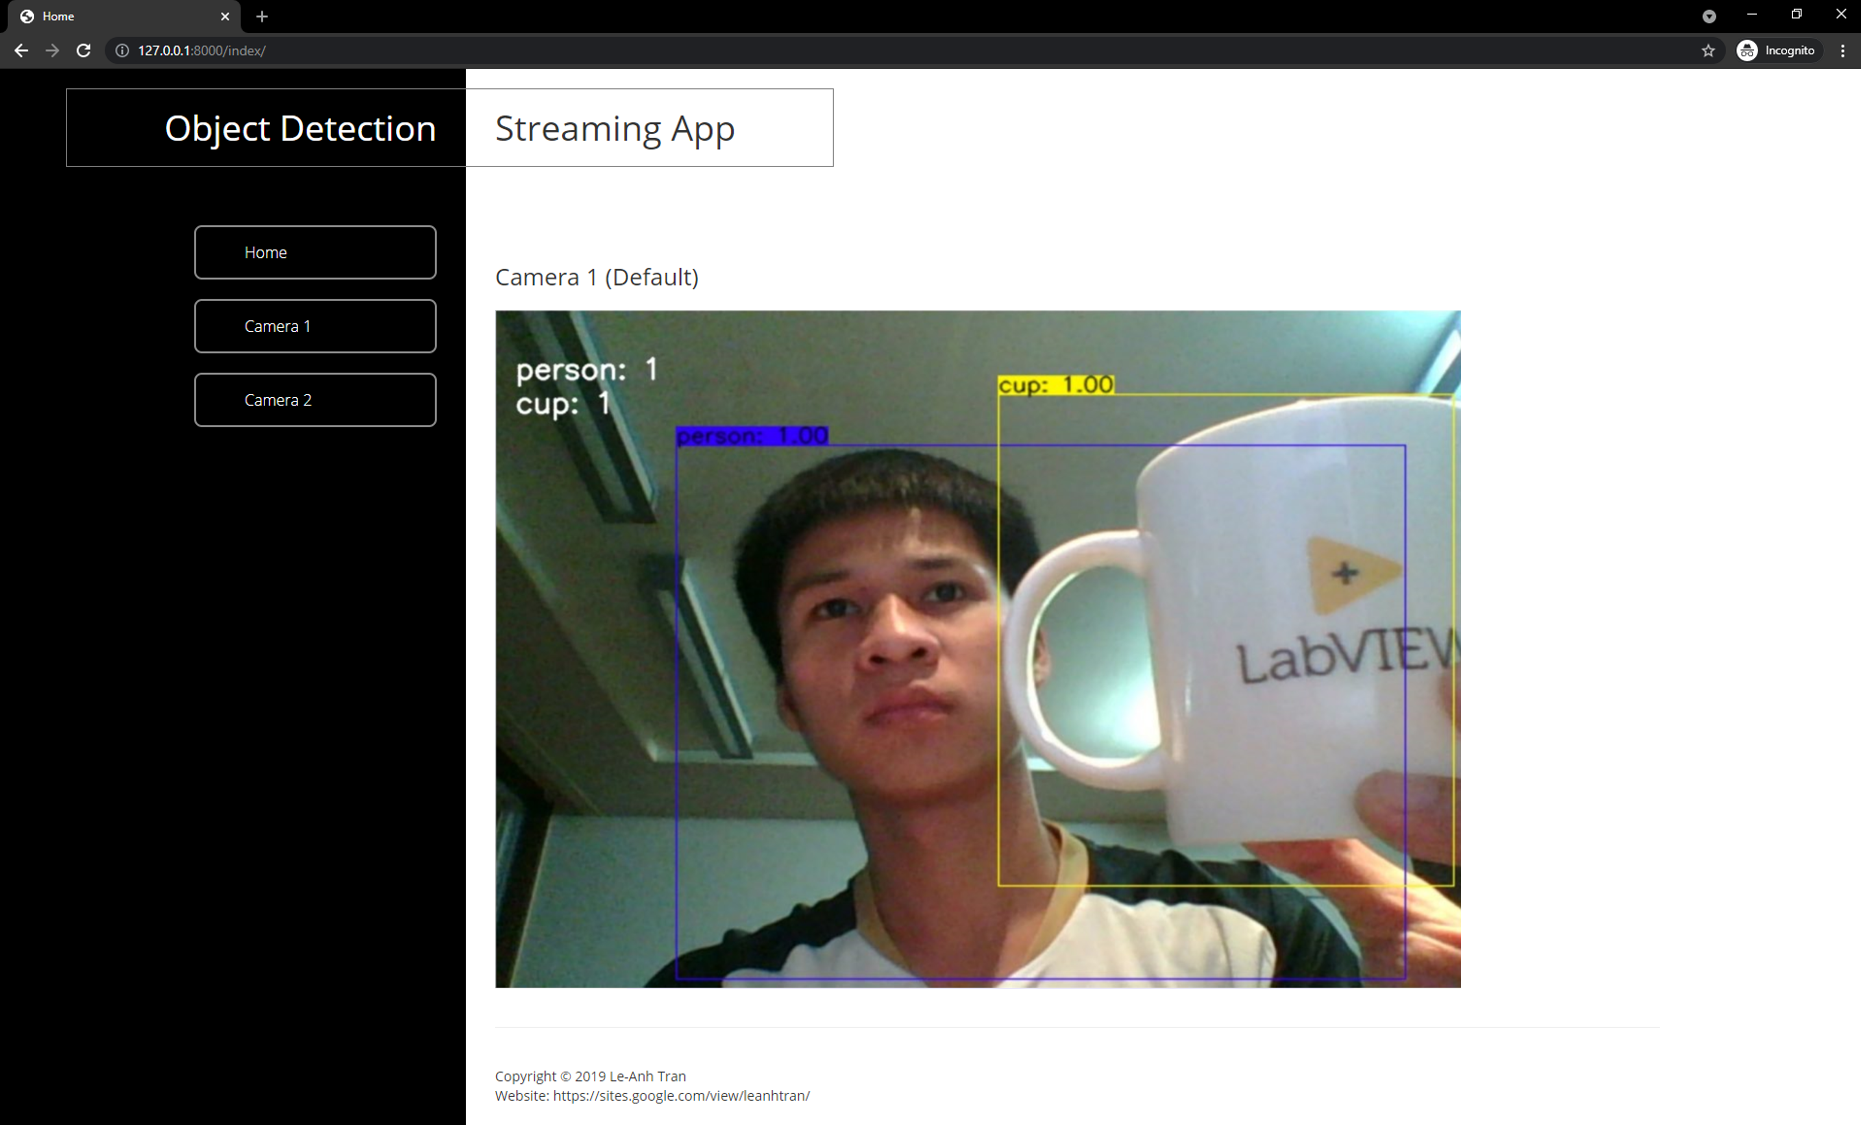 Home
127.0.0.1:8000/index/
Incognito
Object Detection Streaming App
Home
Camera 1
Camera 2
Camera 1 (Default)
person: 1
cup: 1
cup: 1.00
person: 1.00
LabVIEW
Copyright © 2019 Le-Anh Tran
Website: https://sites.google.com/view/leanhtran/